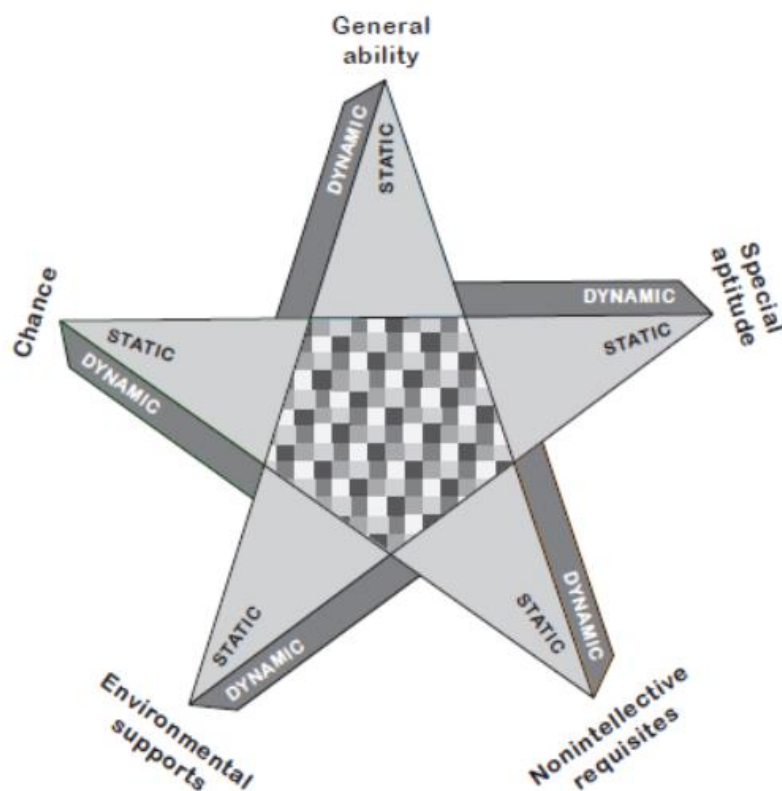 General
ability
DYNAMIC
STATIC
Special
aptitude
DYNAMIC
STATIC
Chance
STATIC
DYNAMIC
Environmental
supports
STATIC
DYNAMIC
Nonintellective
requisites
STATIC
DYNAMIC